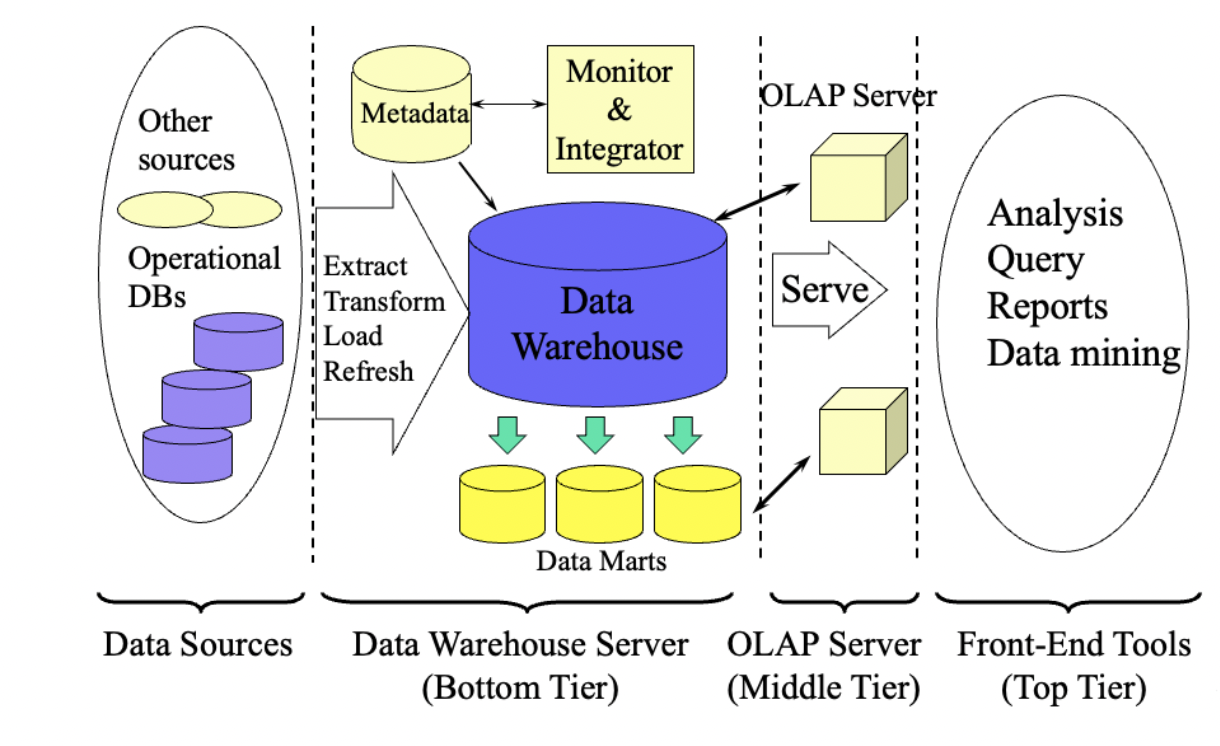 Other
sources
Operational
DBs
Metadata
Monitor
&
Integrator
Extract
Transform
Load
Refresh
Data
Warehouse
Data Marts
OLAP Server
Serve
Analysis
Query
Reports
Data mining
Data Sources
Data Warehouse Server
(Bottom Tier)
OLAP Server
(Middle Tier)
Front-End Tools
(Top Tier)